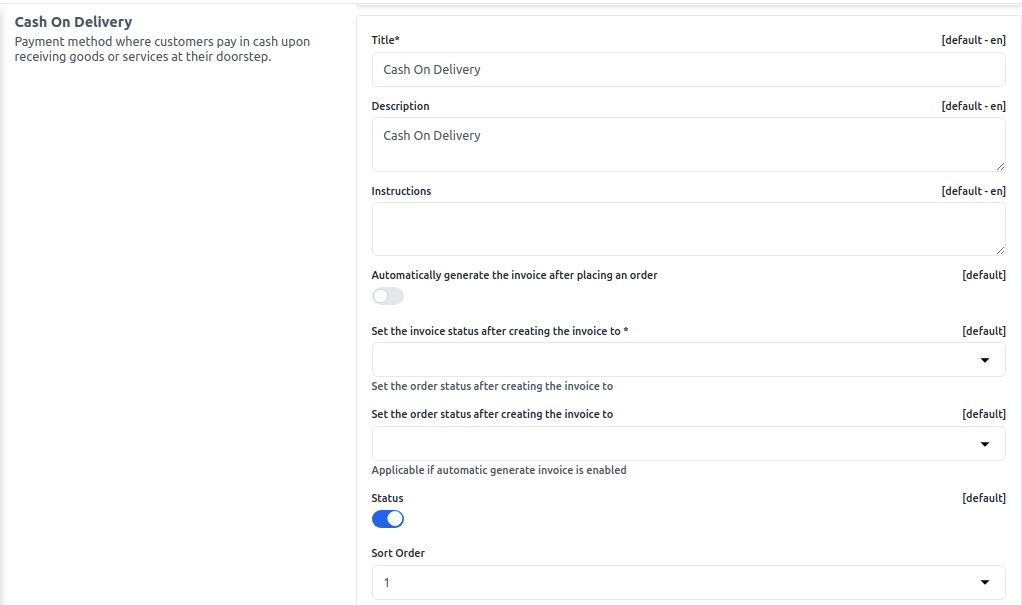 Cash On Delivery
Payment method where customers pay in cash upon
receiving goods or services at their doorstep.
Title* [default - en]
Cash On Delivery
Description [default - en]
Cash On Delivery
Instructions [default - en]
Automatically generate the invoice after placing an order [default]
Set the invoice status after creating the invoice to * [default]
Set the order status after creating the invoice to
Set the order status after creating the invoice to [default]
Applicable if automatic generate invoice is enabled
Status [default]
Sort Order
1